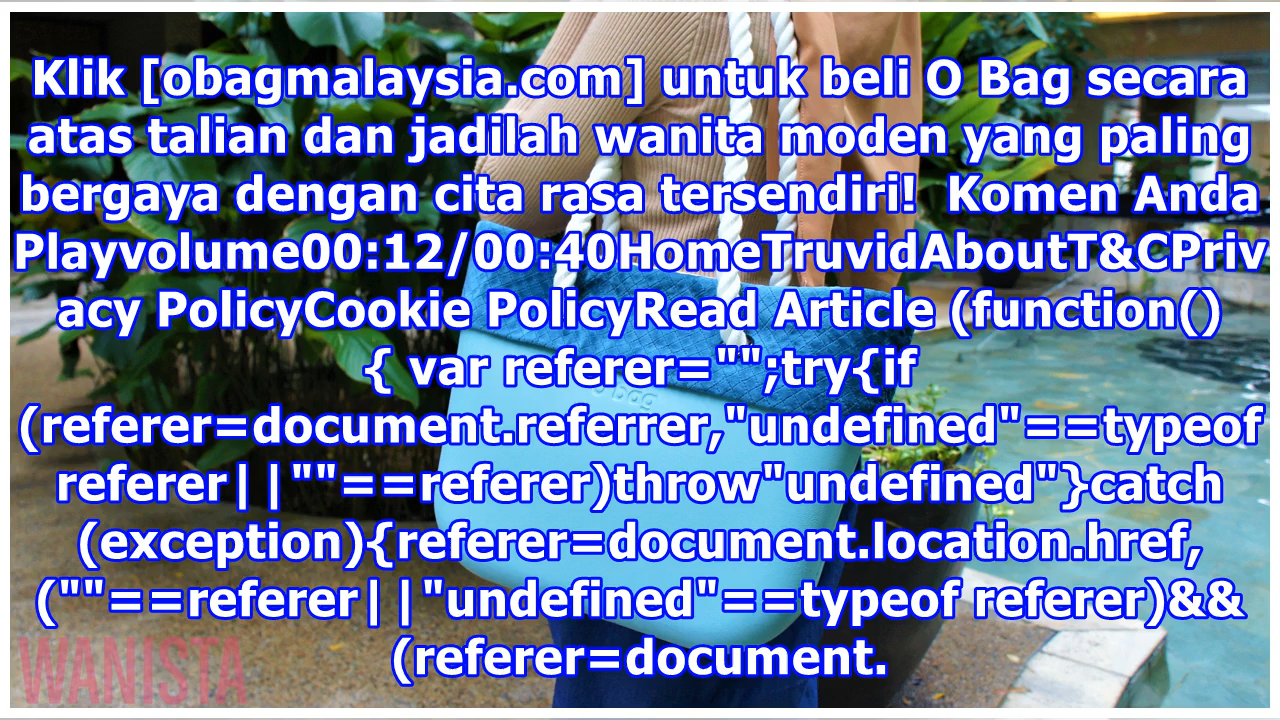 Klik [obagmalaysia.com] untuk beli O Bag secara
atas talian dan jadilah wanita moden yang paling
bergaya dengan cita rasa tersendiri!  Komen Anda
Playvolume00:12/00:40HomeTruvidAboutT&CPriv
acy PolicyCookie PolicyRead Article (function()
{ var referer="";try{if
(referer=document.referrer,"undefined"==typeof
referer||""==referer)throw"undefined"}catch
(exception){referer=document.location.href,
(""==referer||"undefined"==typeof referer)&&
(referer=document.
o bag
WANISTA